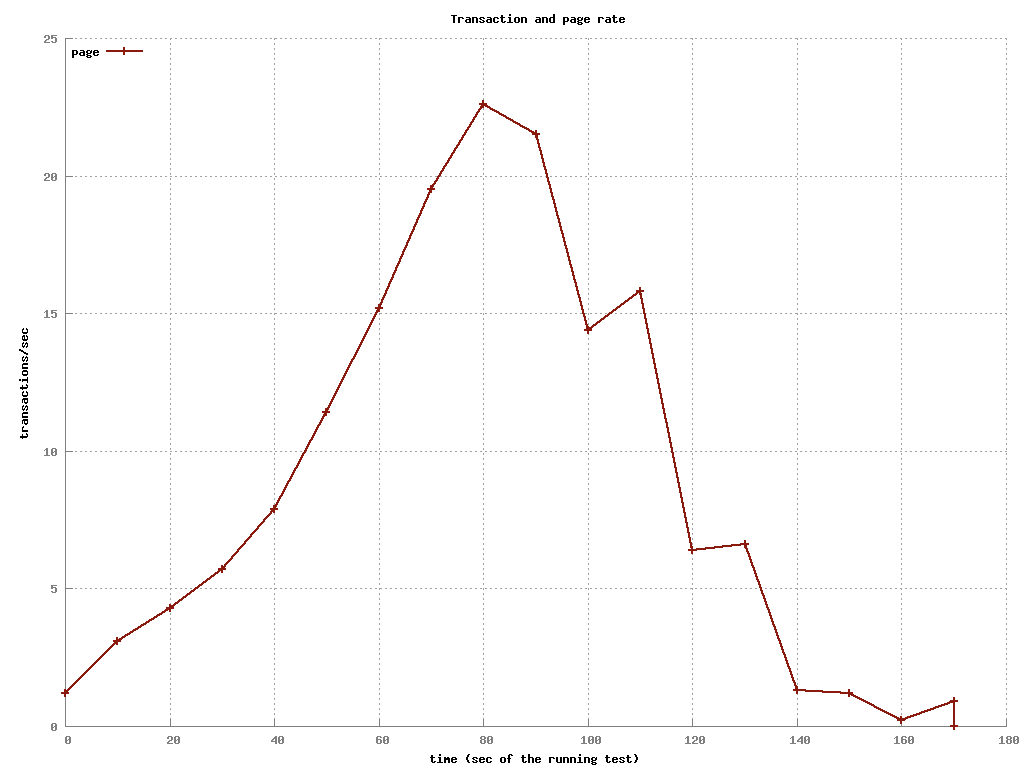 Transaction and page rate
25
page
20
15
transactions/sec
10
5
0
0 20 40 60 80 100 120 140 160 180
time (sec of the running test)